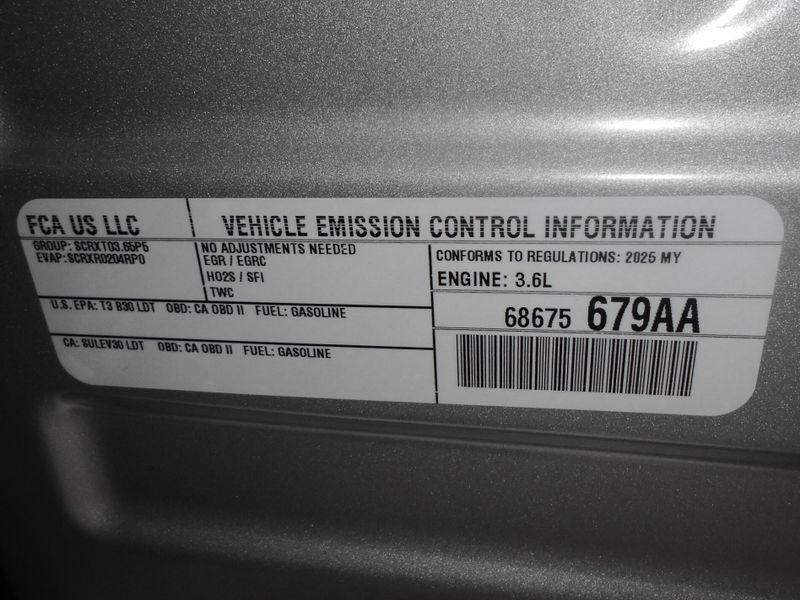 FCA US LLC
VEHICLE EMISSION CONTROL INFORMATION
GROUP: SCRXT03.65P5
EVAP:SCRXR0204RP0
NO ADJUSTMENTS NEEDED
EGR / EGRC
HO2S / SFI
TWC
CONFORMS TO REGULATIONS: 2025 MY
ENGINE: 3.6L
U.S. EPA: T3 B30 LDT OBD: CA OBD II FUEL: GASOLINE
CA: SULEV30 LDT OBD: CA OBD II FUEL: GASOLINE
68675 679AA